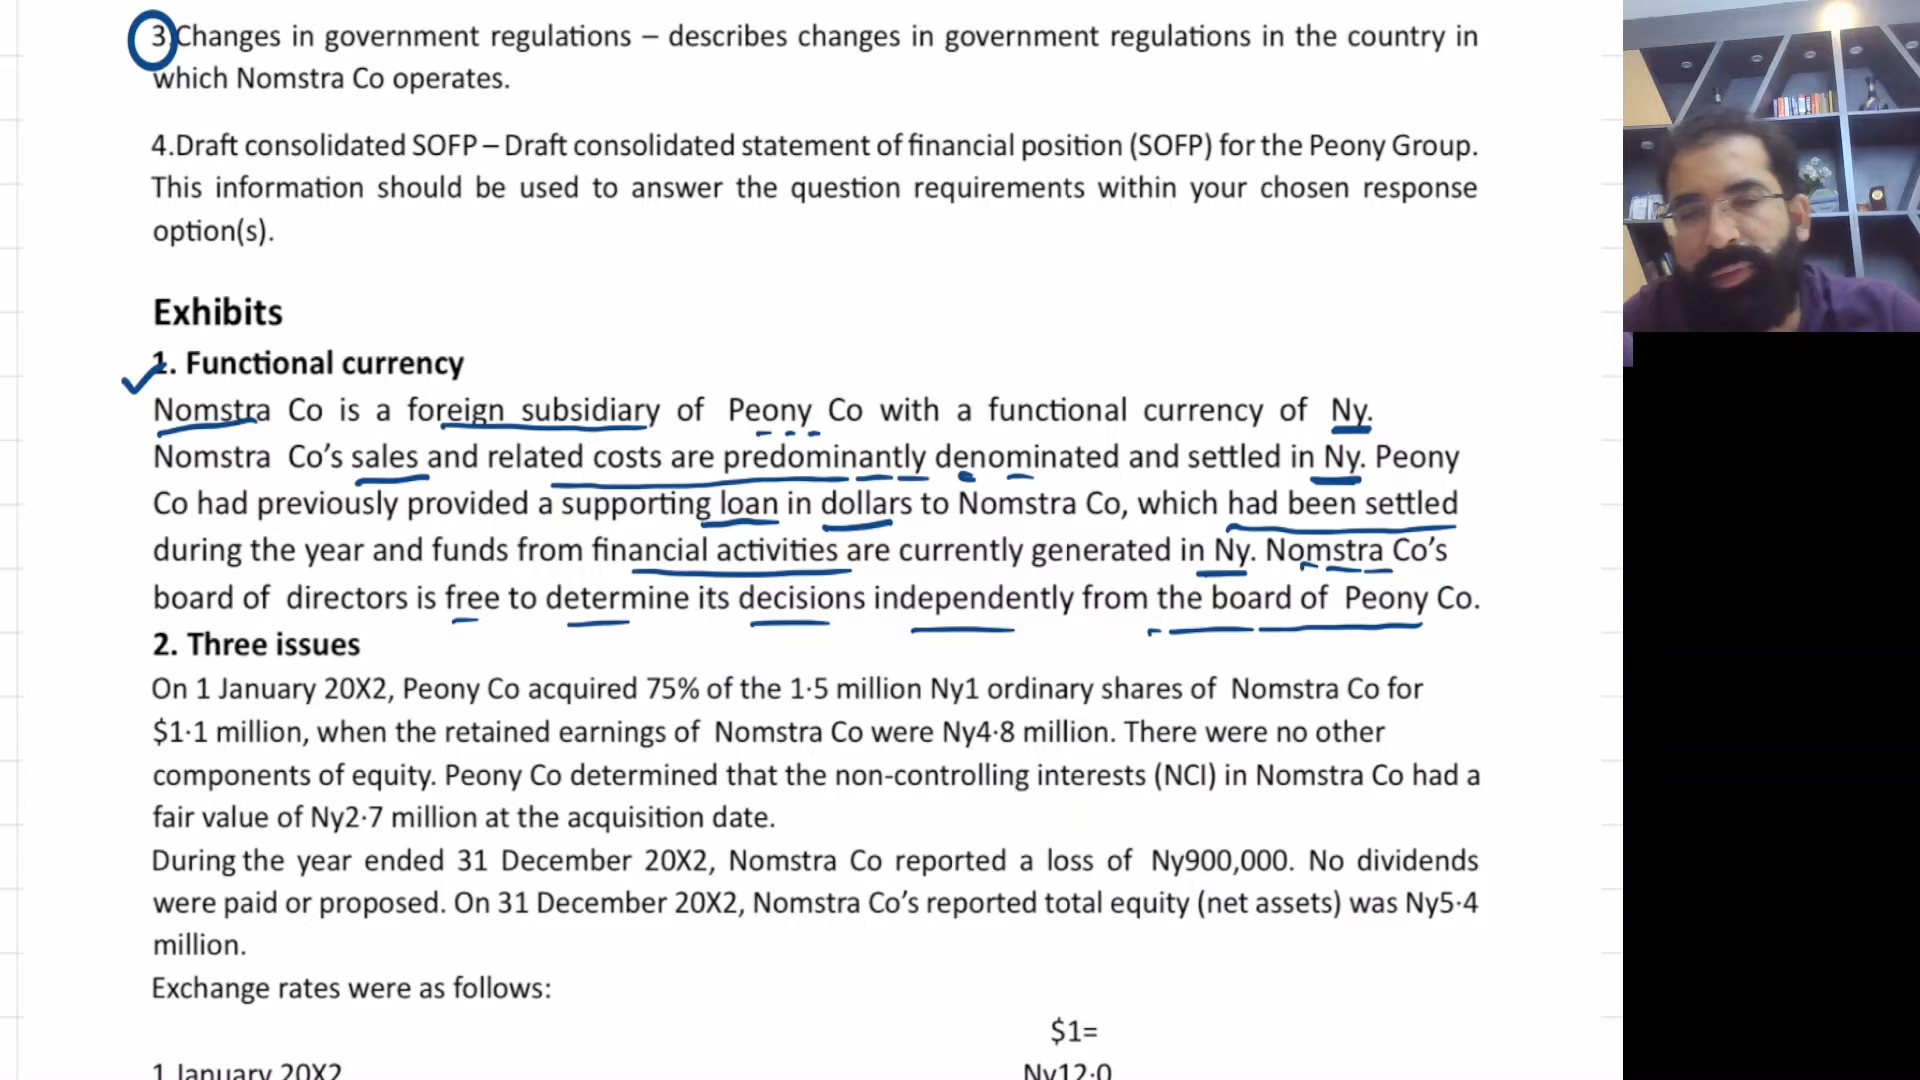 3.Changes in government regulations – describes changes in government regulations in the country in
which Nomstra Co operates.
4.Draft consolidated SOFP – Draft consolidated statement of financial position (SOFP) for the Peony Group.
This information should be used to answer the question requirements within your chosen response
option(s).
Exhibits
1. Functional currency
Nomstra Co is a foreign subsidiary of Peony Co with a functional currency of Ny.
Nomstra Co’s sales and related costs are predominantly denominated and settled in Ny. Peony
Co had previously provided a supporting loan in dollars to Nomstra Co, which had been settled
during the year and funds from financial activities are currently generated in Ny. Nomstra Co’s
board of directors is free to determine its decisions independently from the board of Peony Co.
2. Three issues
On 1 January 20X2, Peony Co acquired 75% of the 1·5 million Ny1 ordinary shares of Nomstra Co for
$1·1 million, when the retained earnings of Nomstra Co were Ny4·8 million. There were no other
components of equity. Peony Co determined that the non-controlling interests (NCI) in Nomstra Co had a
fair value of Ny2·7 million at the acquisition date.
During the year ended 31 December 20X2, Nomstra Co reported a loss of Ny900,000. No dividends
were paid or proposed. On 31 December 20X2, Nomstra Co’s reported total equity (net assets) was Ny5·4
million.
Exchange rates were as follows:
$1=
1 January 20X2 Ny12·0